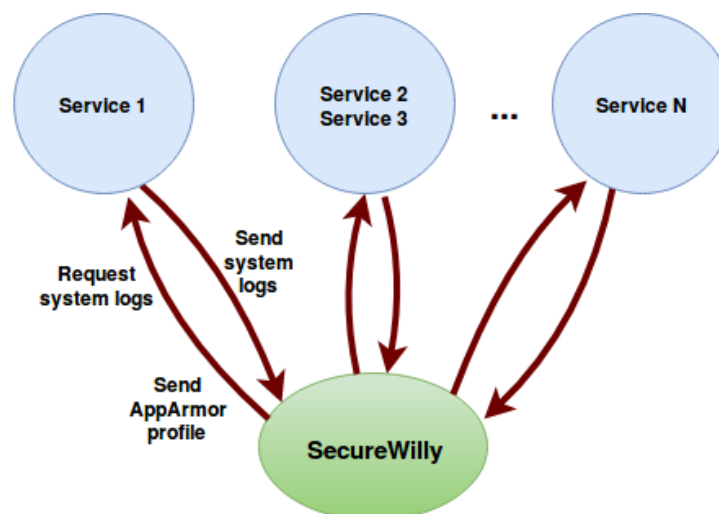 Service 1
Service 2
Service 3
...
Service N
Send
system
logs
Request
system logs
Send
AppArmor
profile
SecureWilly